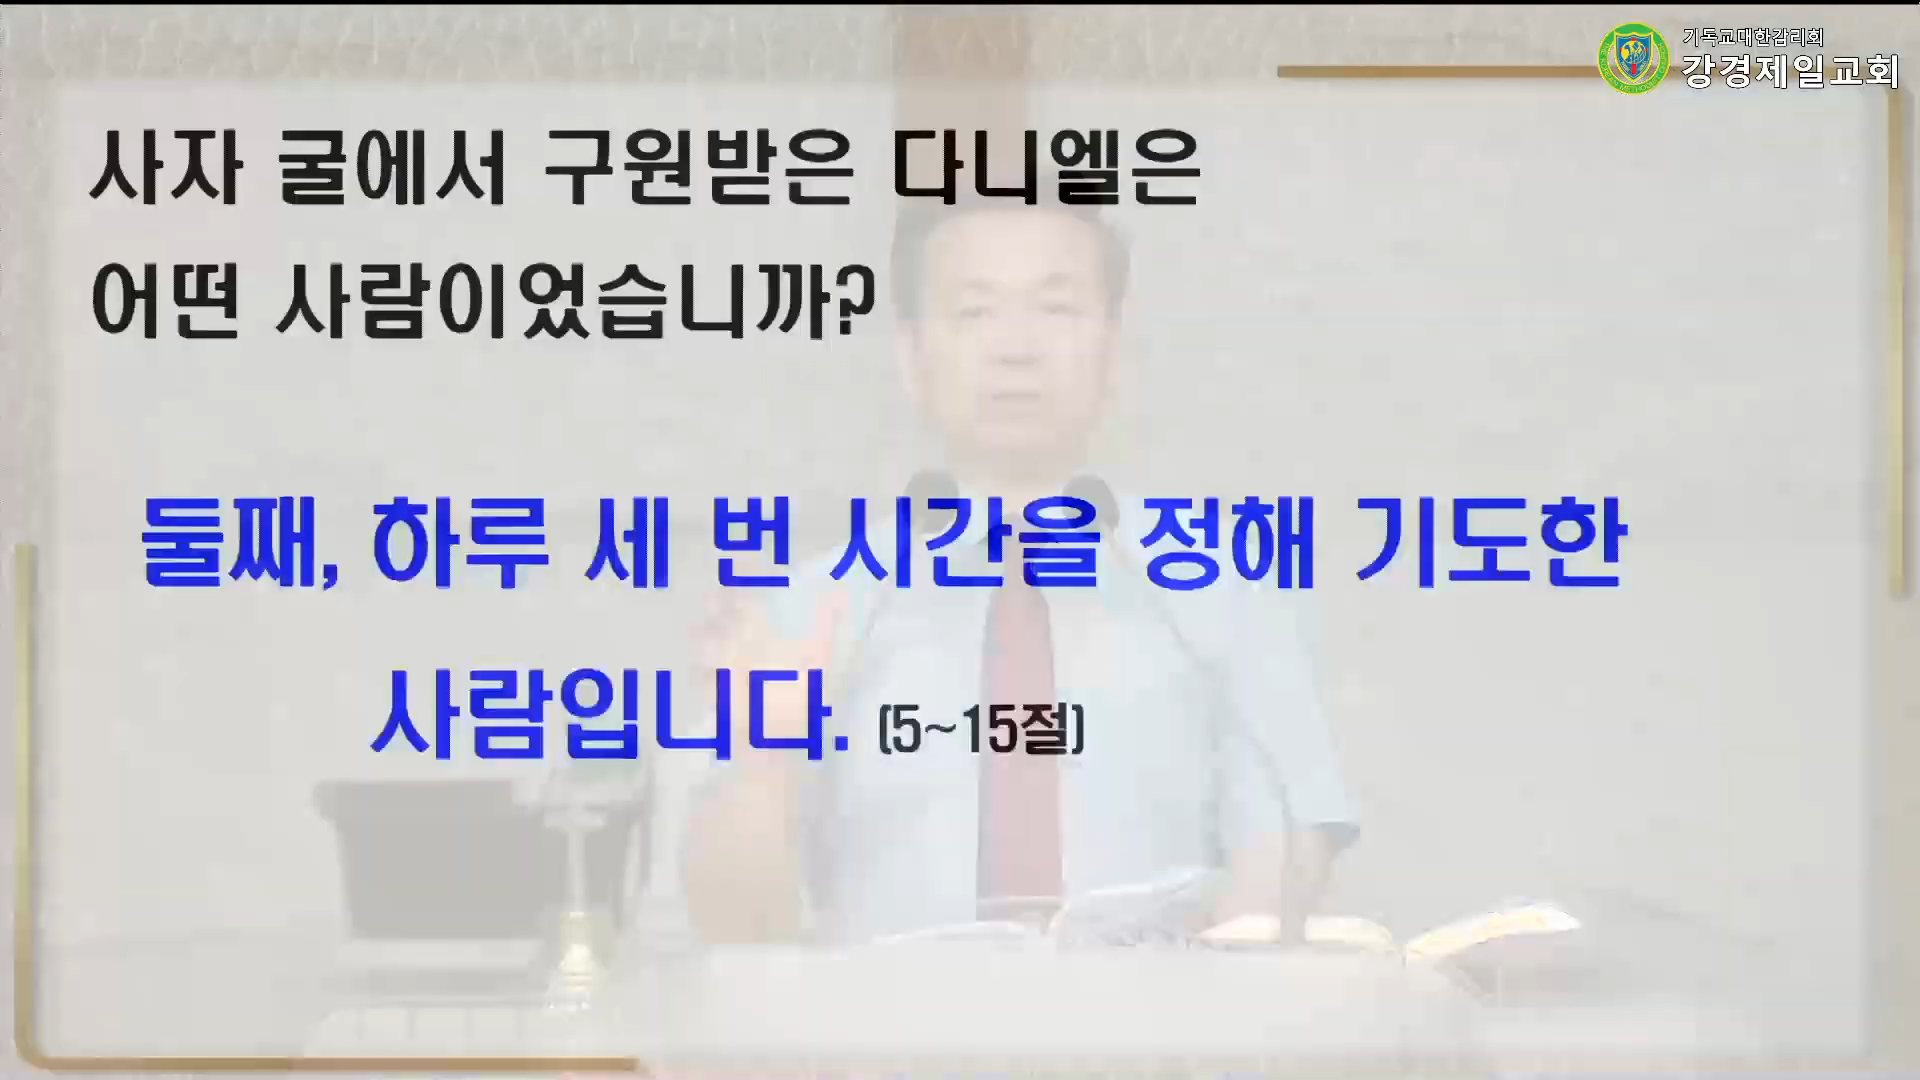 기독교대한감리회
강경제일교회
사자 굴에서 구원받은 다니엘은
어떤 사람이었습니까?
둘째, 하루 세 번 시간을 정해 기도한
사람입니다. (5~15절)